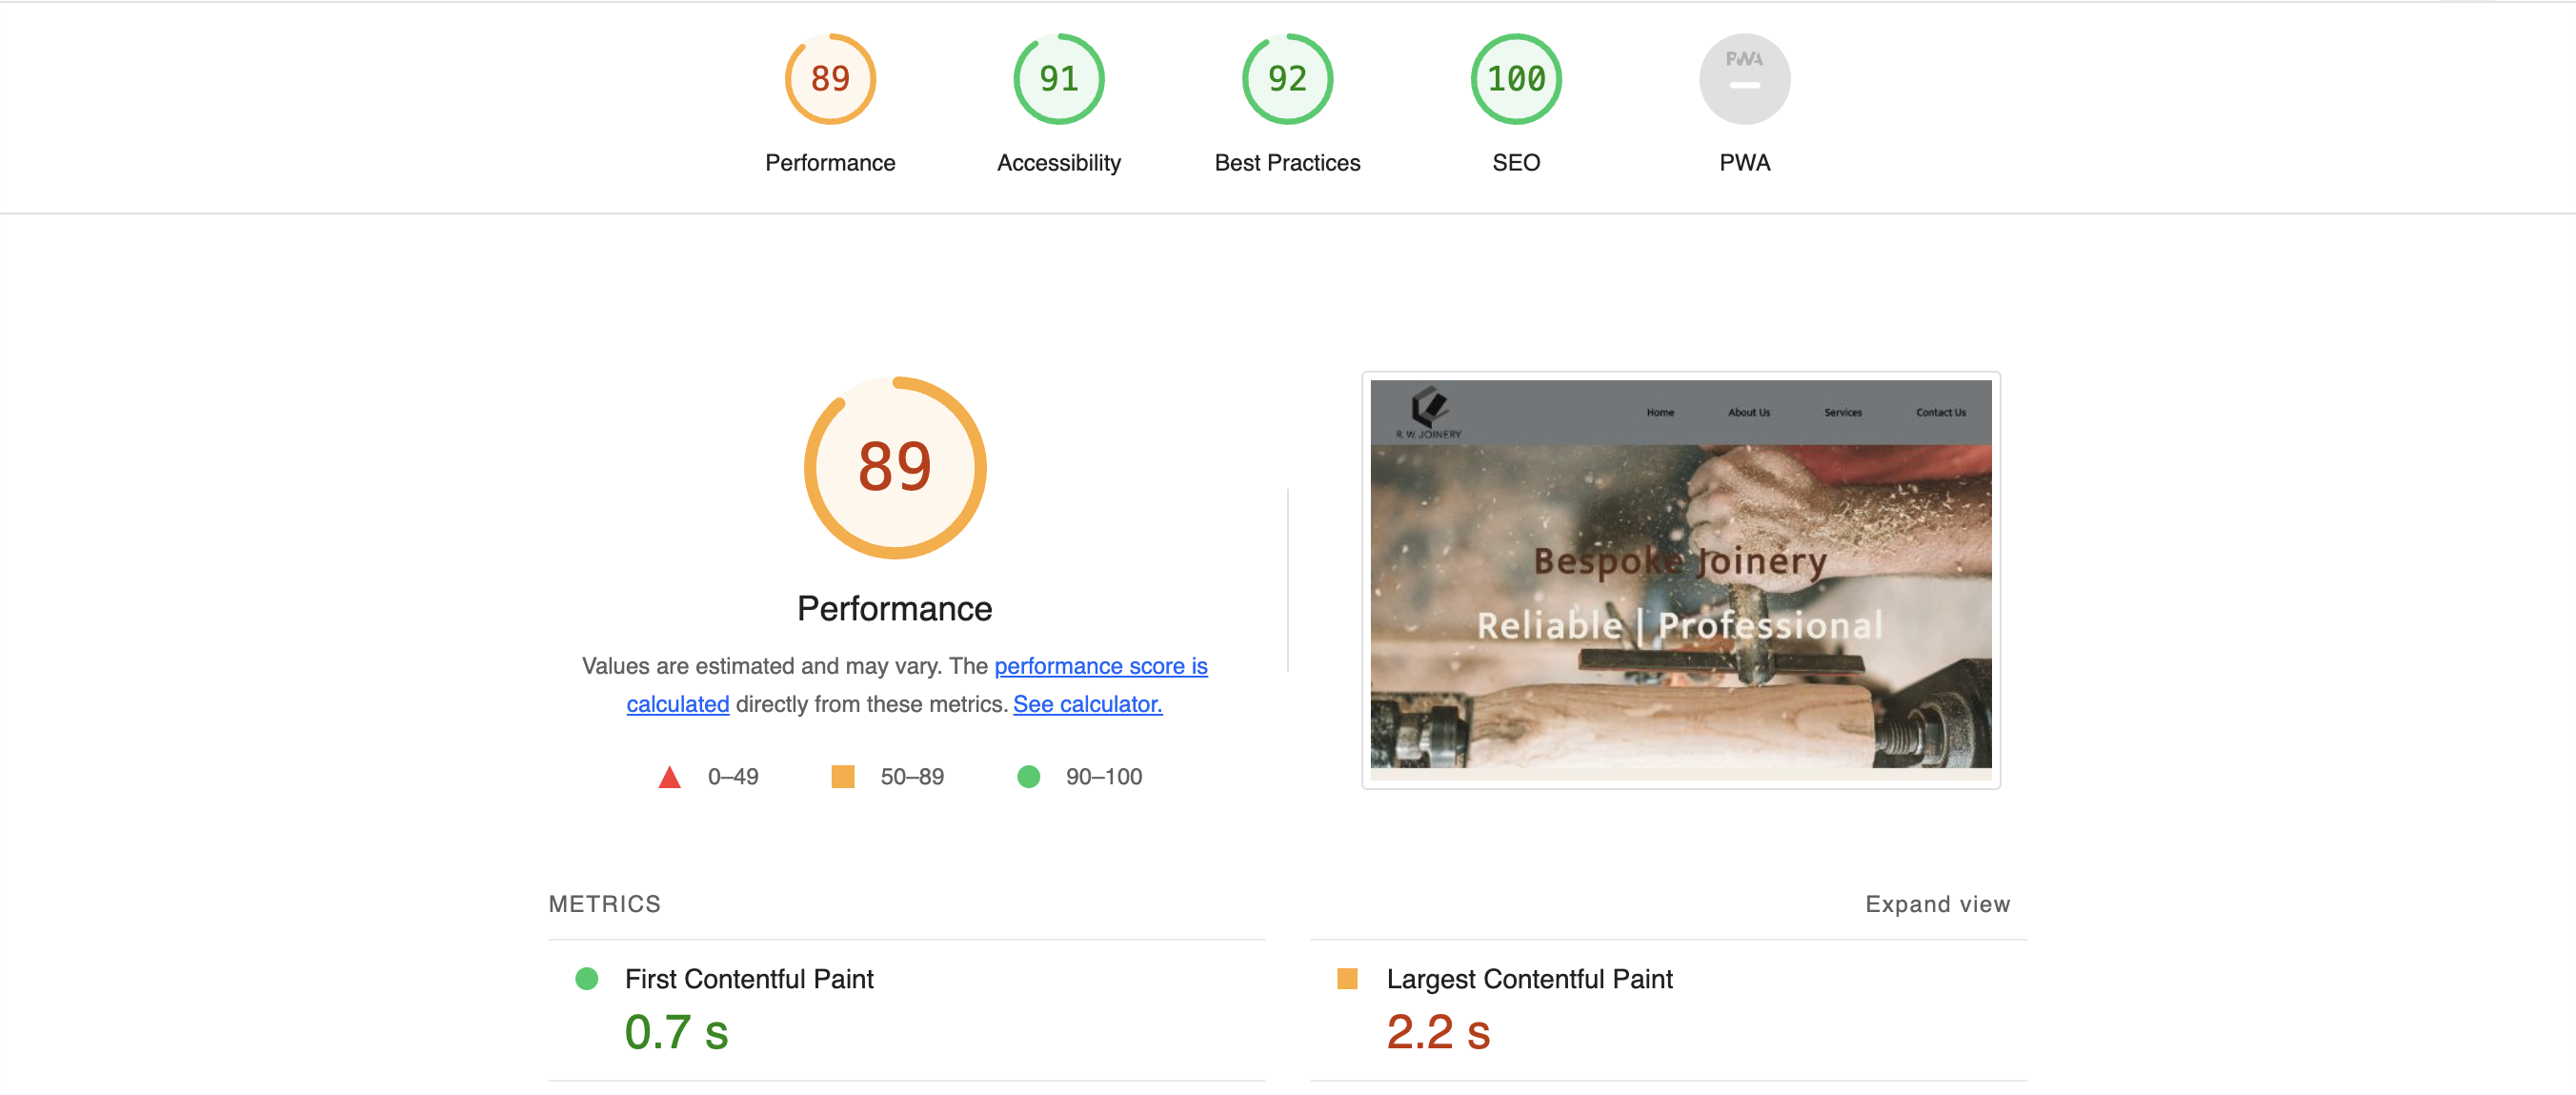 89
91
92
100
PWA
Performance
Accessibility
Best Practices
SEO
PWA
89
Performance
Values are estimated and may vary. The performance score is
calculated directly from these metrics. See calculator.
0–49
50–89
90–100
R. W. JOINERY
Home
About Us
Services
Contact Us
Bespoke Joinery
Reliable | Professional
METRICS
Expand view
First Contentful Paint
0.7 s
Largest Contentful Paint
2.2 s